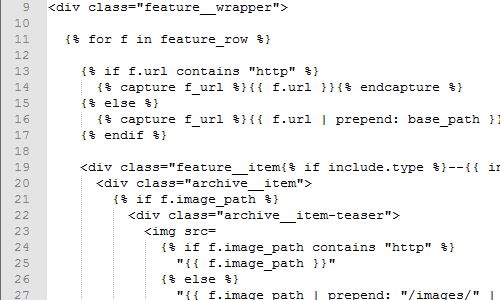 9 <div class="feature__wrapper">
10
11 {% for f in feature_row %}
12
13 {% if f.url contains "http" %}
14 {% capture f_url %}{{ f.url }}{% endcapture %}
15 {% else %}
16 {% capture f_url %}{{ f.url | prepend: base_path }}
17 {% endif %}
18
19 <div class="feature__item{% if include.type %}--{{ in
20 <div class="archive__item">
21 {% if f.image_path %}
22 <div class="archive__item-teaser">
23 <img src=
24 {% if f.image_path contains "http" %}
25 "{{ f.image_path }}"
26 {% else %}
27 "{{ f.image_path | prepend: "/images/" |